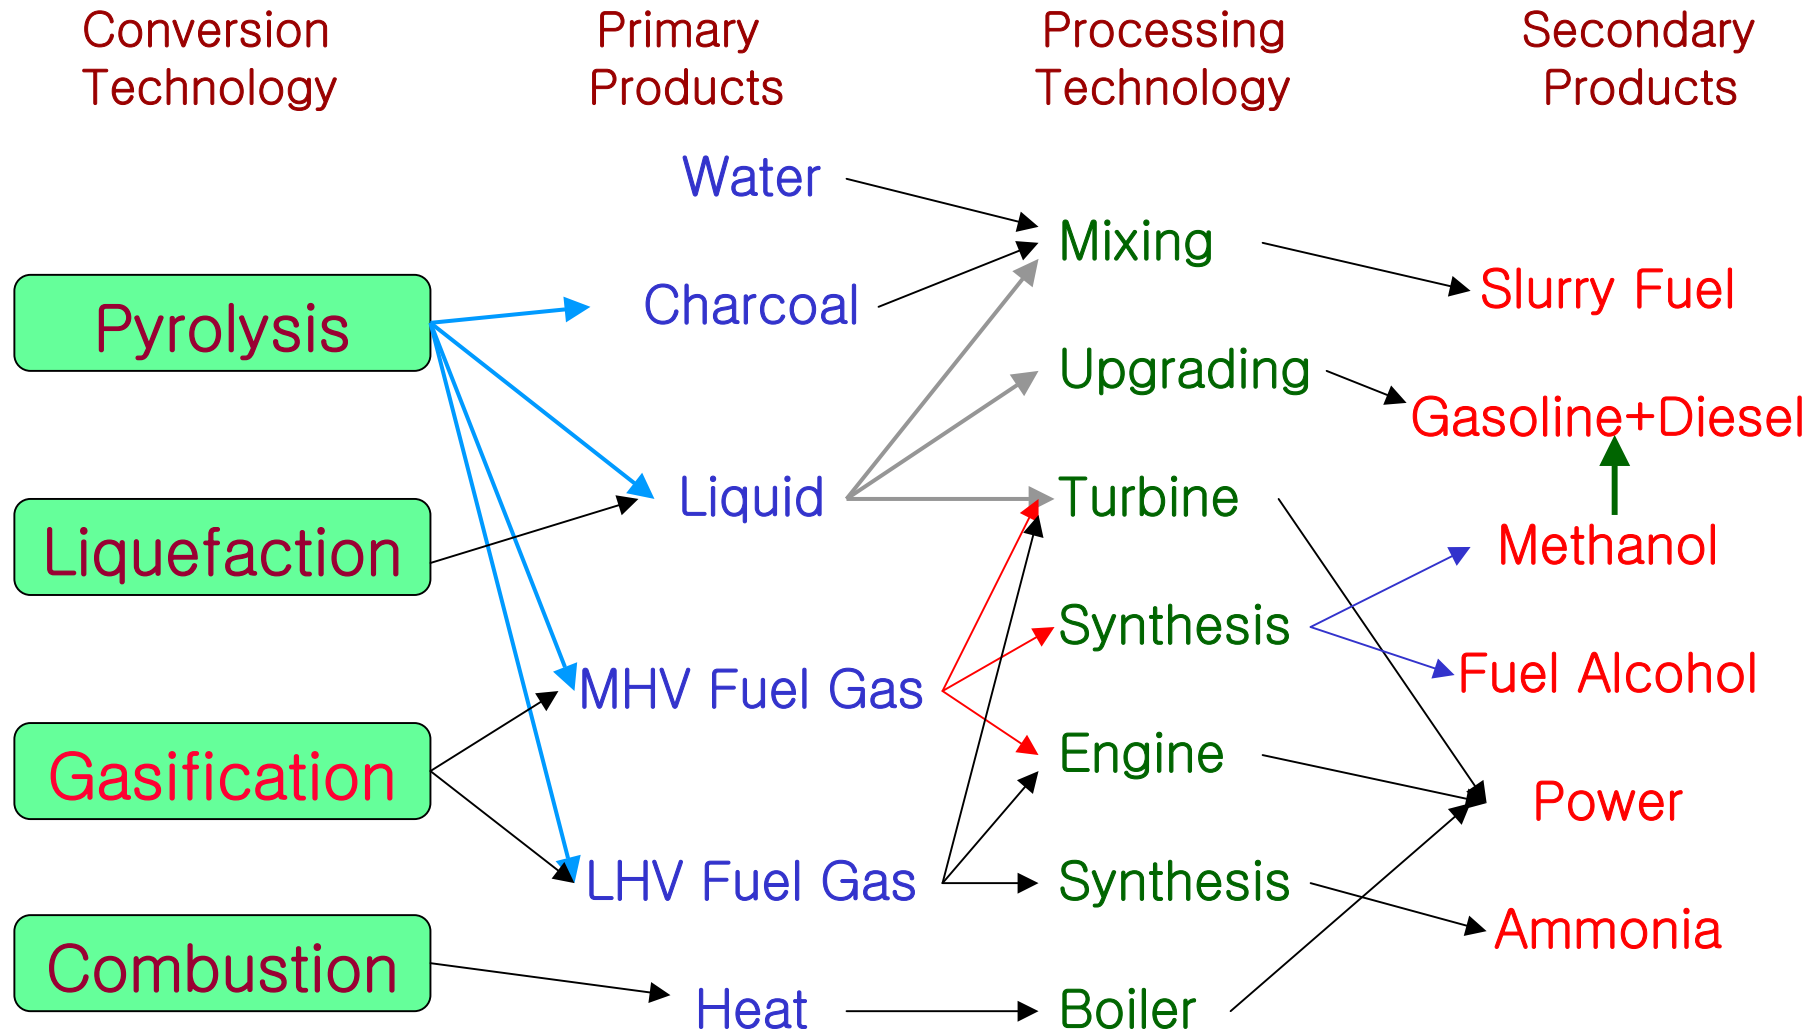 Conversion
Technology
Primary
Products
Processing
Technology
Secondary
Products
Pyrolysis
Liquefaction
Gasification
Combustion
Water
Charcoal
Liquid
MHV Fuel Gas
LHV Fuel Gas
Heat
Mixing
Upgrading
Turbine
Synthesis
Engine
Synthesis
Boiler
Slurry Fuel
Gasoline+Diesel
Methanol
Fuel Alcohol
Power
Ammonia